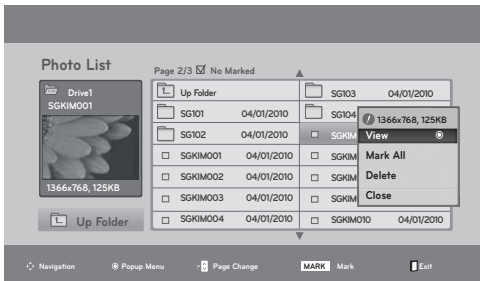 Photo List
Page 2/3 ☑ No Marked
Drive1
SGKIM001
1366x768, 125KB
Up Folder
Up Folder
SG101 04/01/2010
SG102 04/01/2010
SGKIM001 04/01/2010
SGKIM002 04/01/2010
SGKIM003 04/01/2010
SGKIM004 04/01/2010
SG103 04/01/2010
SG104
SGKIM
SGKIM
SGKIM
SGKIM
SGKIM010 04/01/2010
1366x768, 125KB
View
Mark All
Delete
Close
Navigation Popup Menu Page Change MARK Mark Exit